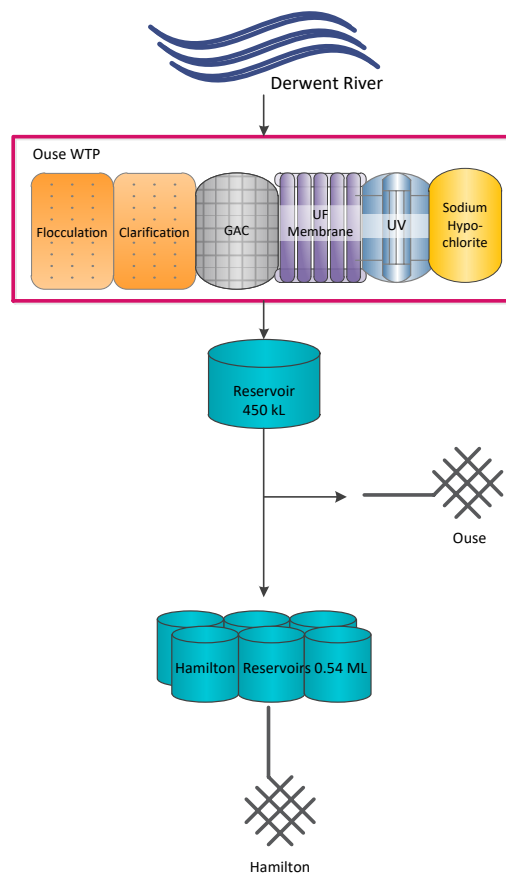 Derwent River
Ouse WTP
Flocculation
Clarification
GAC
UF
Membrane
UV
Sodium
Hypo-
chlorite
Reservoir
450 kL
Ouse
Hamilton Reservoirs 0.54 ML
Hamilton